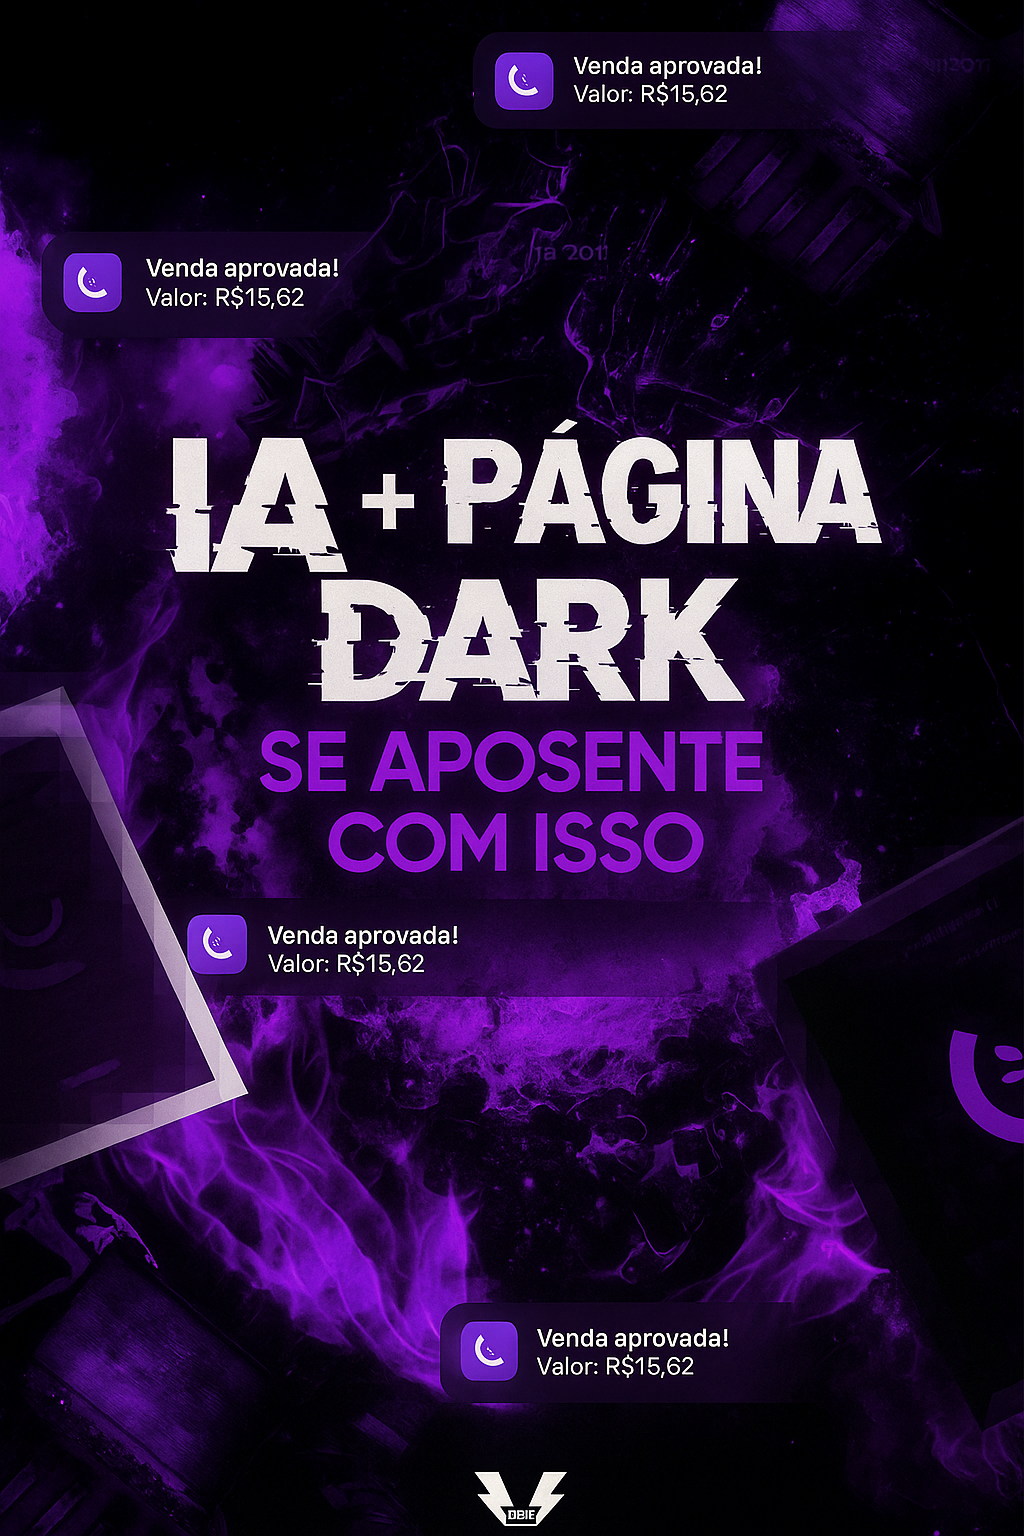 Venda aprovada!
Valor: R$15,62
Venda aprovada!
Valor: R$15,62
IA + PÁGINA
DARK
SE APOSENTE
COM ISSO
Venda aprovada!
Valor: R$15,62
Venda aprovada!
Valor: R$15,62
DBIE